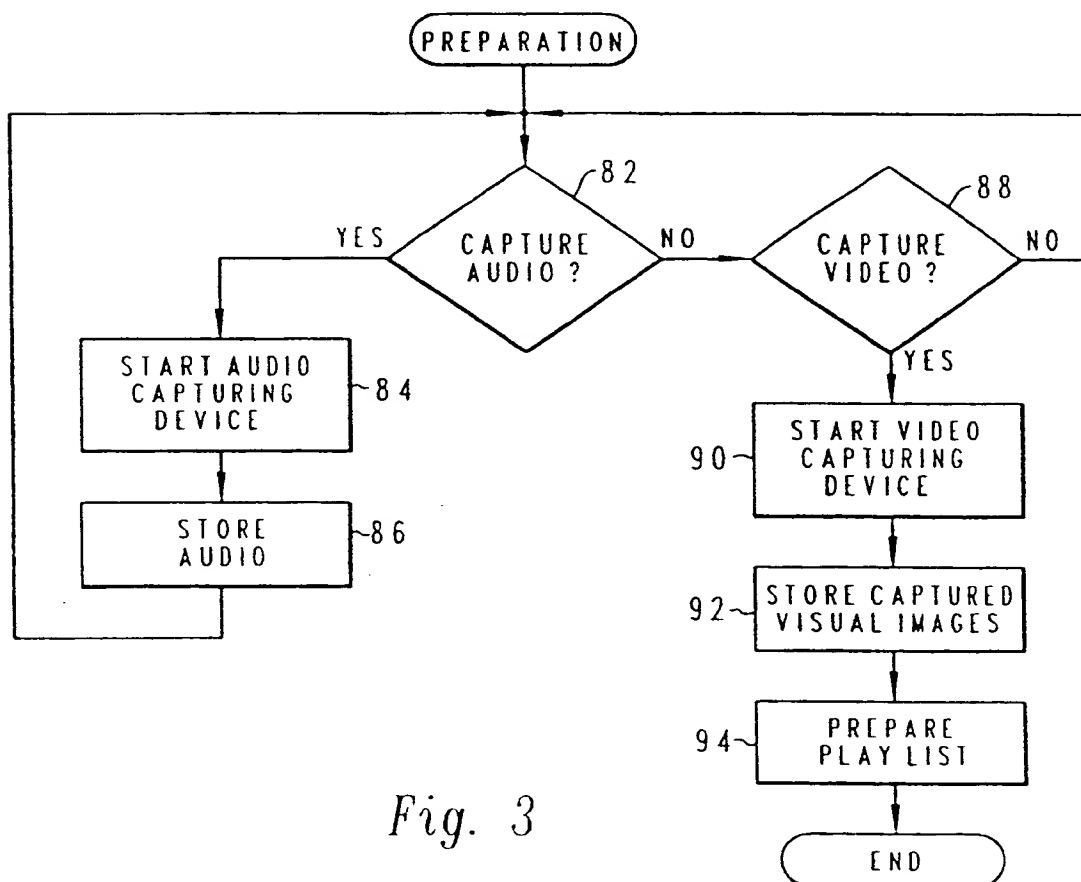 PREPARATION
82
88
YES
CAPTURE
AUDIO ?
NO
CAPTURE
VIDEO ?
NO
START AUDIO
CAPTURING
DEVICE
84
YES
90
START VIDEO
CAPTURING
DEVICE
STORE
AUDIO
86
92
STORE CAPTURED
VISUAL IMAGES
94
PREPARE
PLAY LIST
Fig. 3
END